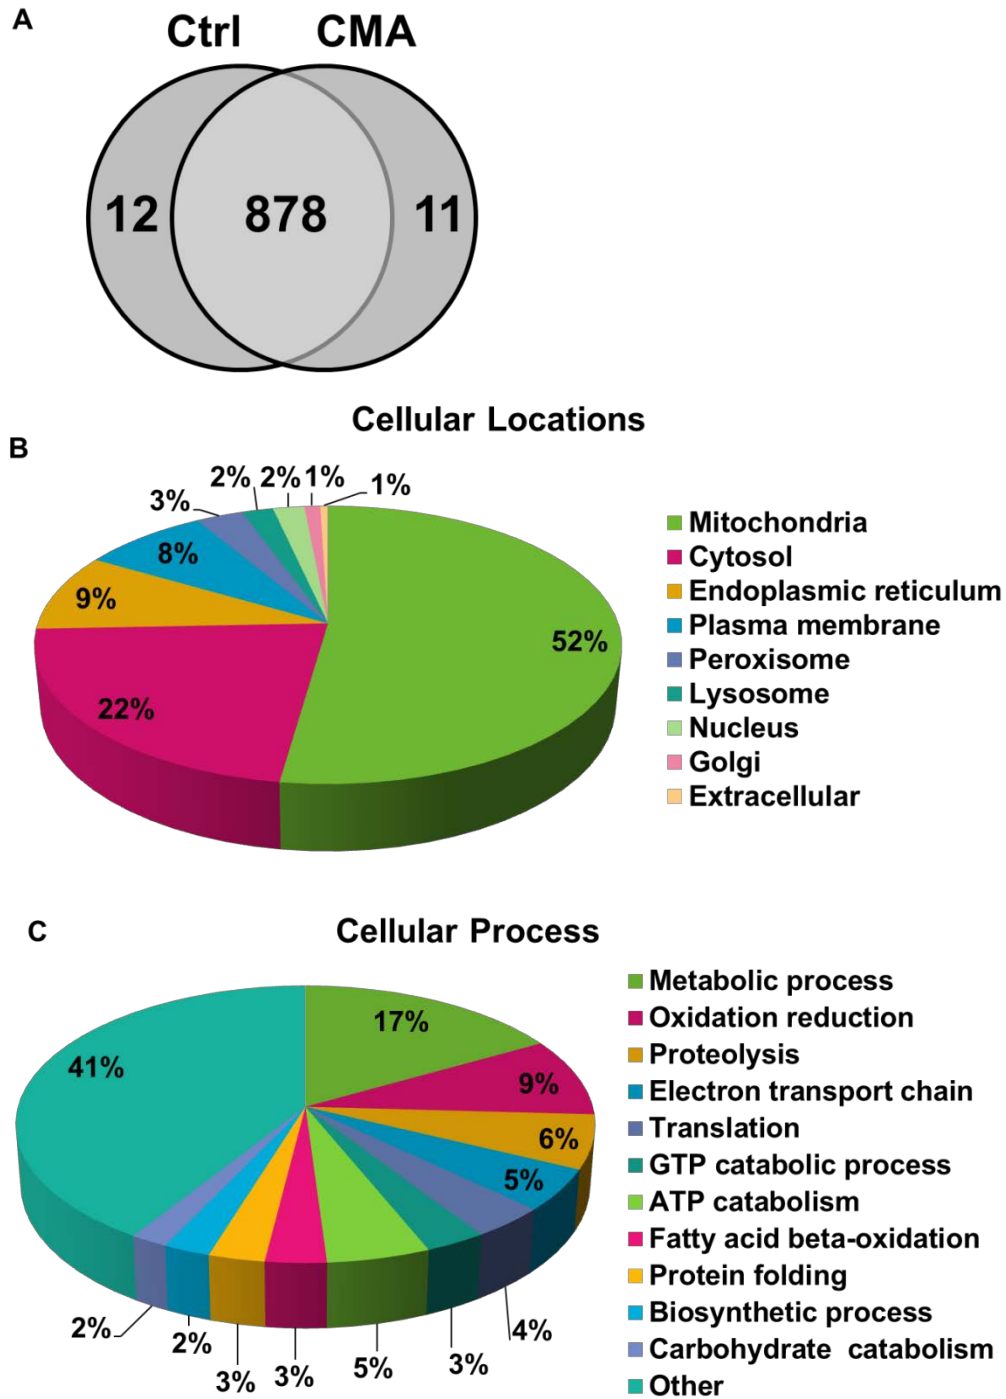 A
Ctrl CMA
12 878 11
Cellular Locations
B
2% 2% 1% 1%
3%
8%
9%
52%
22%
Mitochondria
Cytosol
Endoplasmic reticulum
Plasma membrane
Peroxisome
Lysosome
Nucleus
Golgi
Extracellular
C
Cellular Process
17%
41%
9%
6%
5%
2%
2%
3%
3%
5%
3%
4%
Metabolic process
Oxidation reduction
Proteolysis
Electron transport chain
Translation
GTP catabolic process
ATP catabolism
Fatty acid beta-oxidation
Protein folding
Biosynthetic process
Carbohydrate catabolism
Other